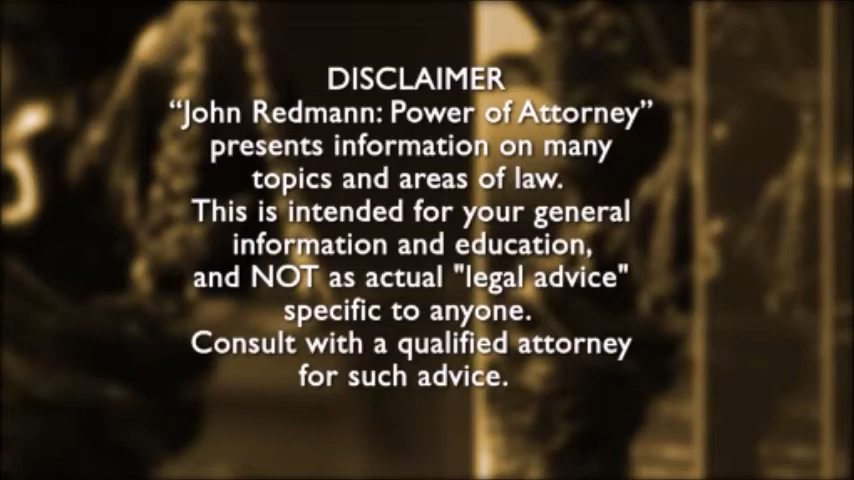 DISCLAIMER
“John Redmann: Power of Attorney”
presents information on many
topics and areas of law.
This is intended for your general
information and education,
and NOT as actual "legal advice"
specific to anyone.
Consult with a qualified attorney
for such advice.